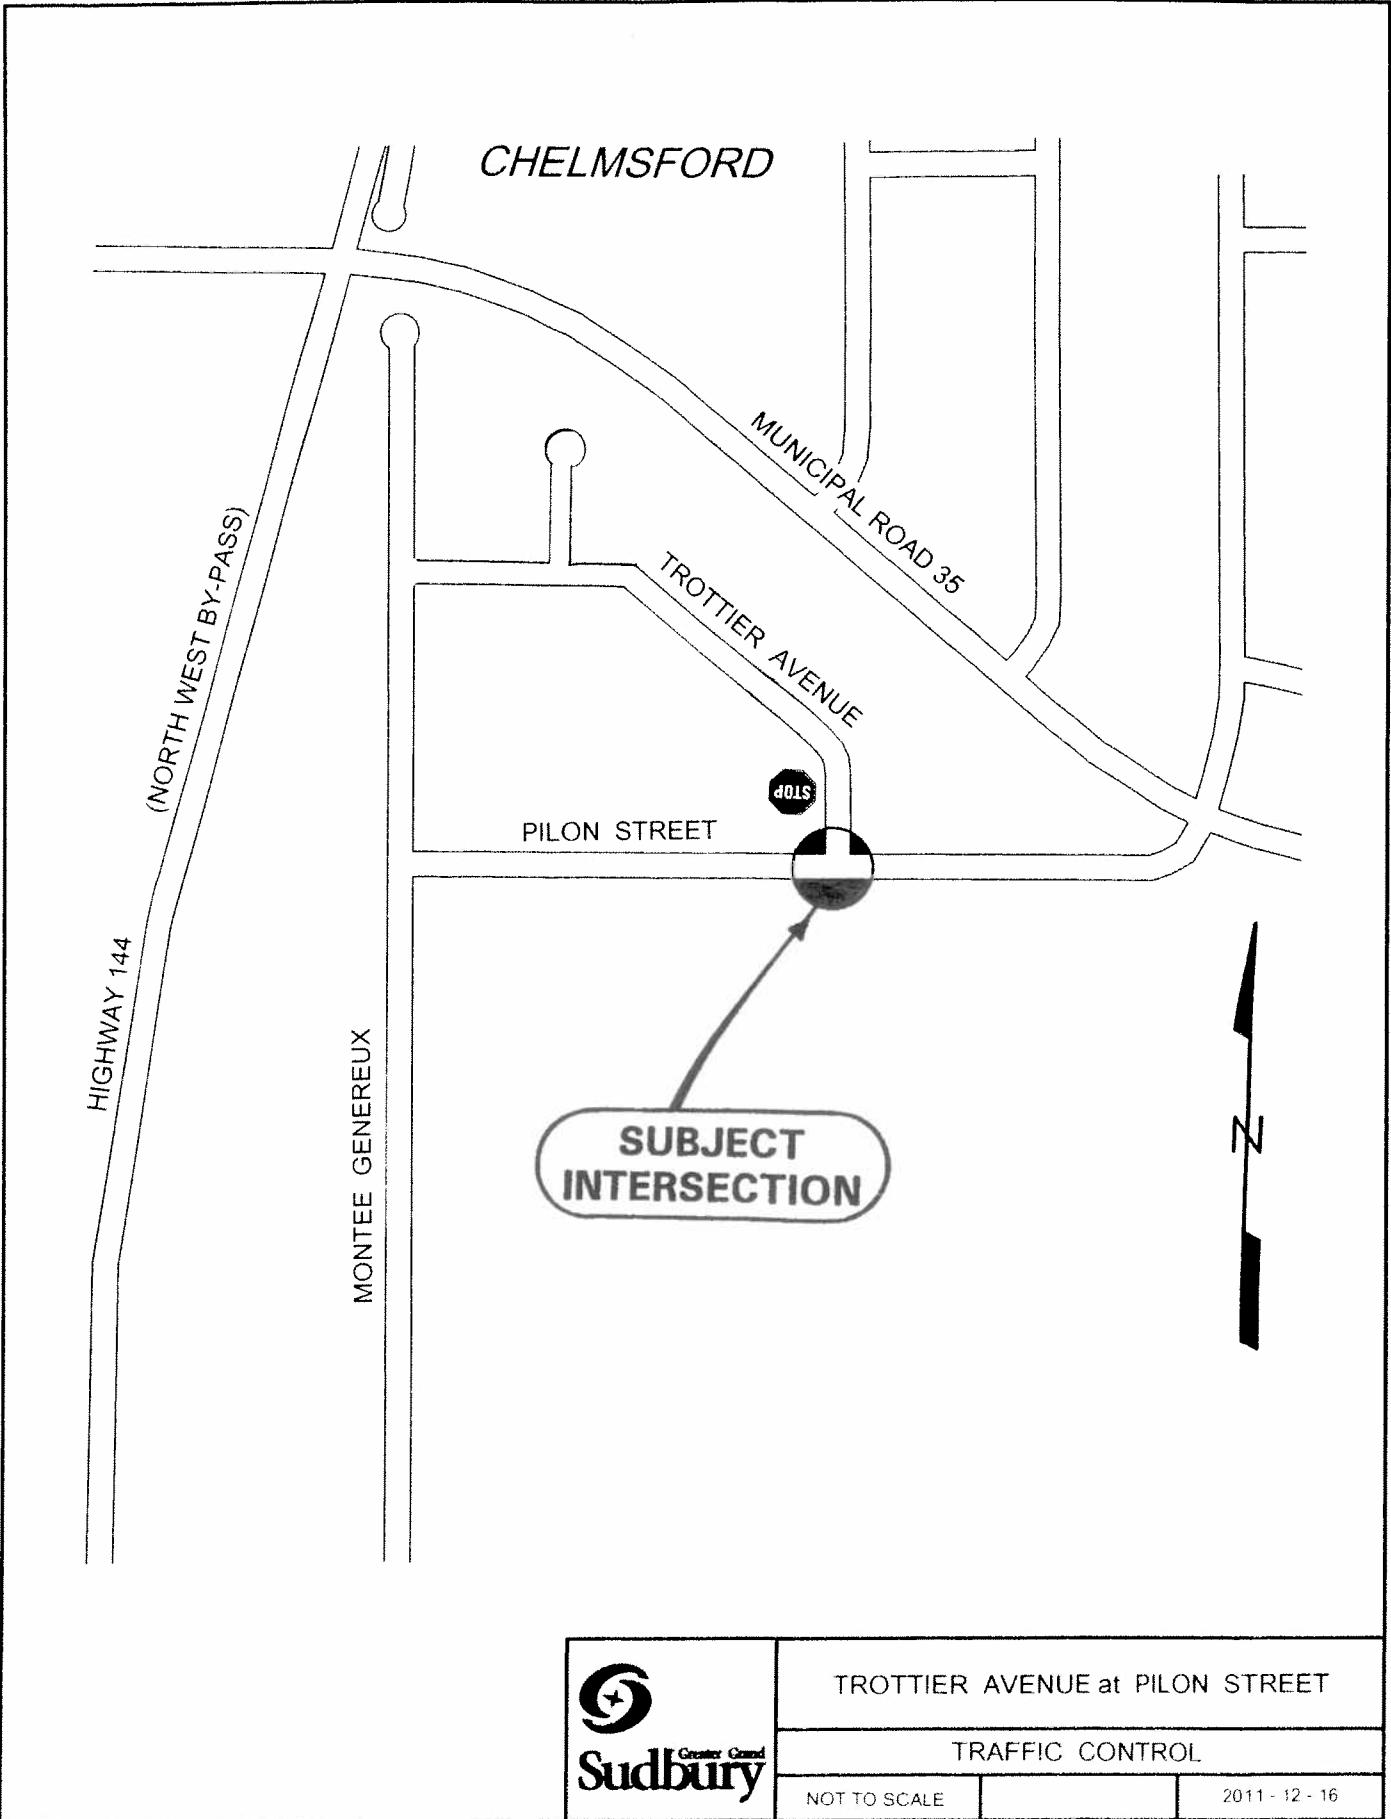 CHELMSFORD
MUNICIPAL ROAD 35
(NORTH WEST BY-PASS)
TROTTIER AVENUE
STOP
PILON STREET
HIGHWAY 144
MONTEE GENEREUX
SUBJECT
INTERSECTION
N
TROTTIER AVENUE at PILON STREET
TRAFFIC CONTROL
Greater Grand
Sudbury
NOT TO SCALE
2011 - 12 - 16